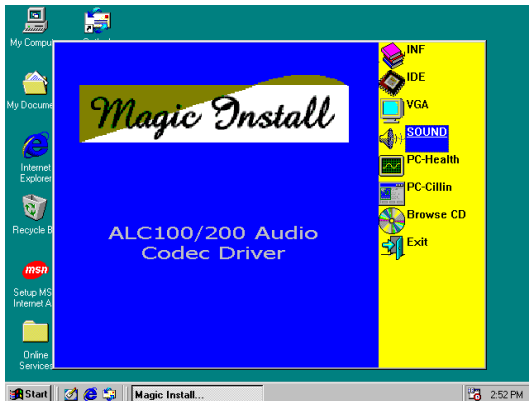 My Compu
My Docume
Internet
Explorer
Recycle B
msn
Setup MS
Internet A
Online
Services
Magic Install
ALC100/200 Audio
Codec Driver
INF
IDE
VGA
SOUND
PC-Health
PC-Cillin
Browse CD
Exit
Start
Magic Install...
2:52 PM